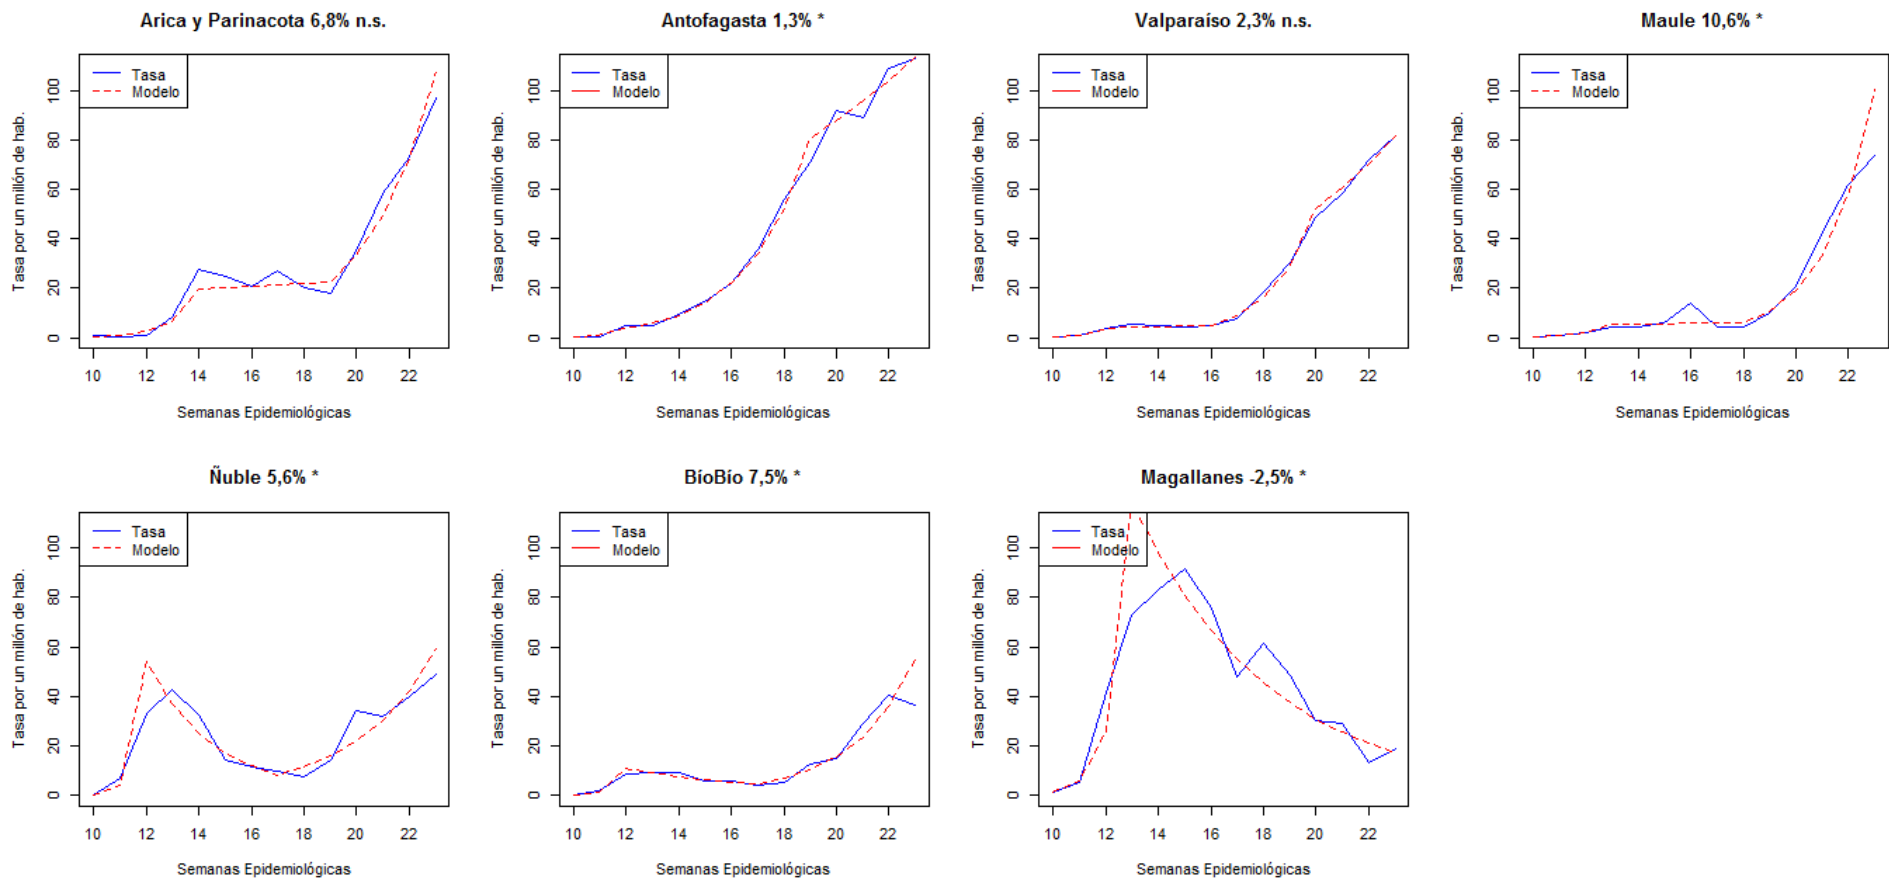 Arica y Parinacota 6,8% n.s.
Tasa
Modelo
Tasa por un millón de hab.
0 20 40 60 80 100
10 12 14 16 18 20 22
Semanas Epidemiológicas
Antofagasta 1,3% *
Tasa
Modelo
Tasa por un millón de hab.
0 20 40 60 80 100
10 12 14 16 18 20 22
Semanas Epidemiológicas
Valparaíso 2,3% n.s.
Tasa
Modelo
Tasa por un millón de hab.
0 20 40 60 80 100
10 12 14 16 18 20 22
Semanas Epidemiológicas
Maule 10,6% *
Tasa
Modelo
Tasa por un millón de hab.
0 20 40 60 80 100
10 12 14 16 18 20 22
Semanas Epidemiológicas
Ñuble 5,6% *
Tasa
Modelo
Tasa por un millón de hab.
0 20 40 60 80 100
10 12 14 16 18 20 22
Semanas Epidemiológicas
BíoBío 7,5% *
Tasa
Modelo
Tasa por un millón de hab.
0 20 40 60 80 100
10 12 14 16 18 20 22
Semanas Epidemiológicas
Magallanes -2,5% *
Tasa
Modelo
Tasa por un millón de hab.
0 20 40 60 80 100
10 12 14 16 18 20 22
Semanas Epidemiológicas